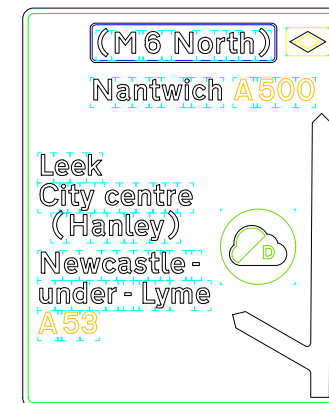 (M6 North)
Nantwich A500
Leek
City centre
(Hanley)
Newcastle-
under-Lyme
A53
D